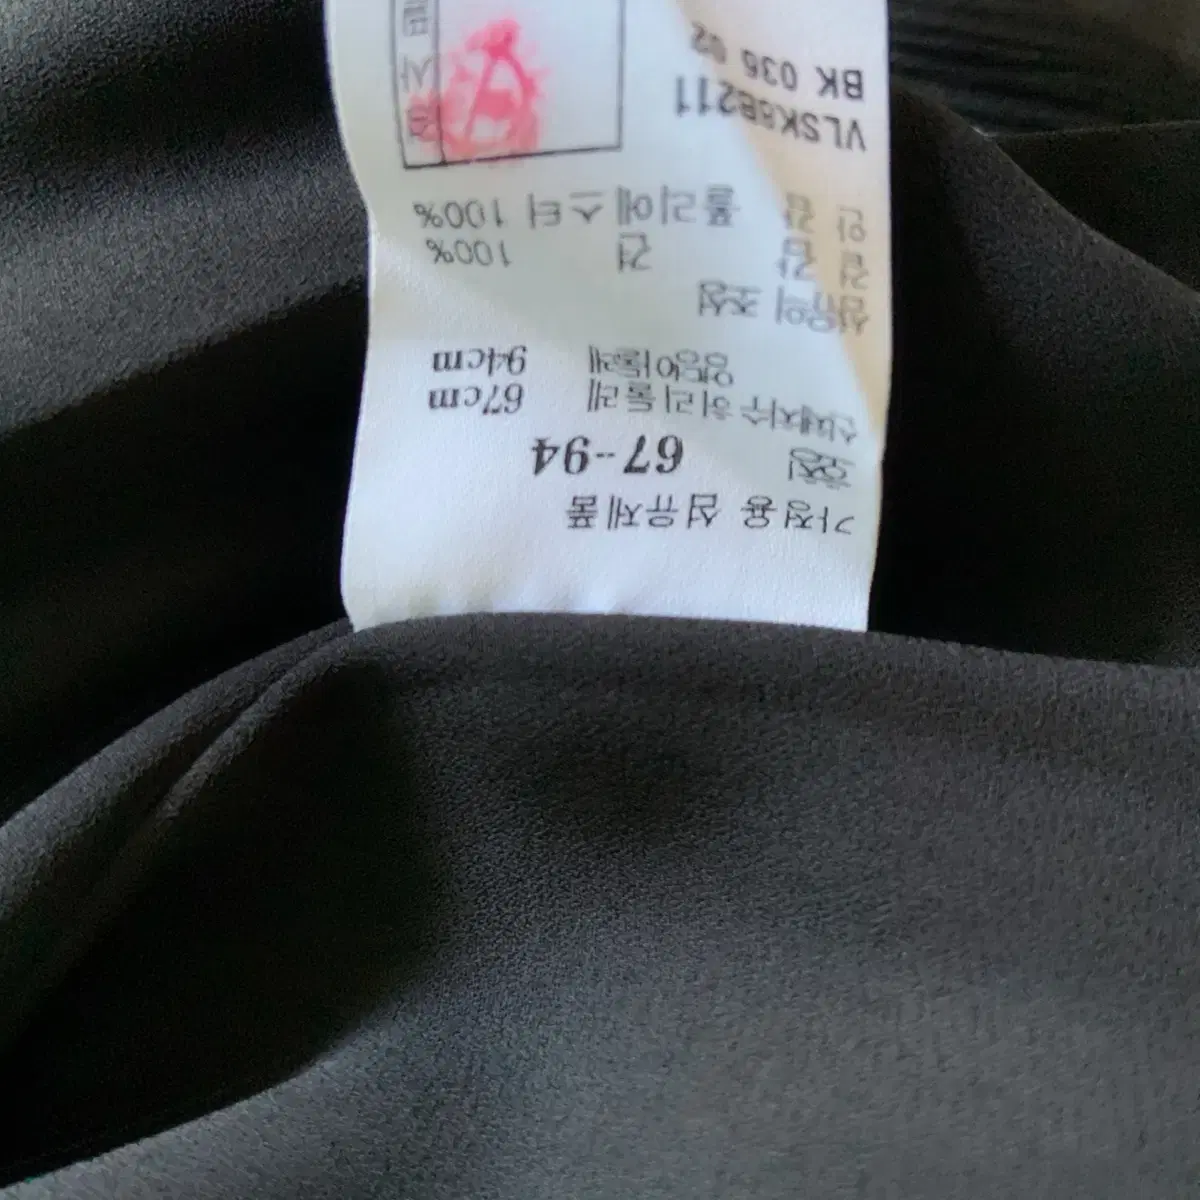 가정용 섬유제품
호칭 67-94
신체치수 허리둘레 67cm
엉덩이둘레 94cm
섬유의 조성
겉 감 견 100%
안 감 폴리에스터 100%
VLSK8B211
BK 036 02